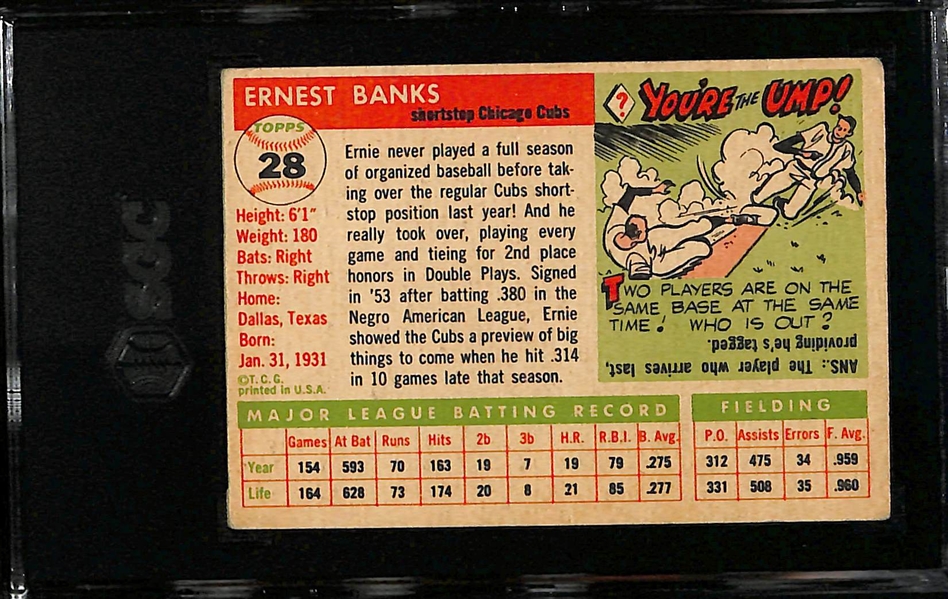 ERNEST BANKS
shortstop Chicago Cubs
TOPPS
28
Height: 6'1"
Weight: 180
Bats: Right
Throws: Right
Home:
Dallas, Texas
Born:
Jan. 31, 1931
©T. C. G.
printed in U.S.A.
Ernie never played a full season
of organized baseball before tak-
ing over the regular Cubs short-
stop position last year! And he
really took over, playing every
game and tieing for 2nd place
honors in Double Plays. Signed
in '53 after batting .380 in the
Negro American League, Ernie
showed the Cubs a preview of big
things to come when he hit .314
in 10 games late that season.
? YOU'RE THE UMP!
TWO PLAYERS ARE ON THE
SAME BASE AT THE SAME
TIME! WHO IS OUT?
ANS.: The player who arrives last,
providing he's tagged.
MAJOR LEAGUE BATTING RECORD
Games At Bat Runs Hits 2b 3b H.R. R.B.I. B. Avg.
Year 154 593 70 163 19 7 19 79 .275
Life 164 628 73 174 20 8 21 85 .277
FIELDING
P.O. Assists Errors F. Avg.
312 475 34 .959
331 508 35 .960
SGC